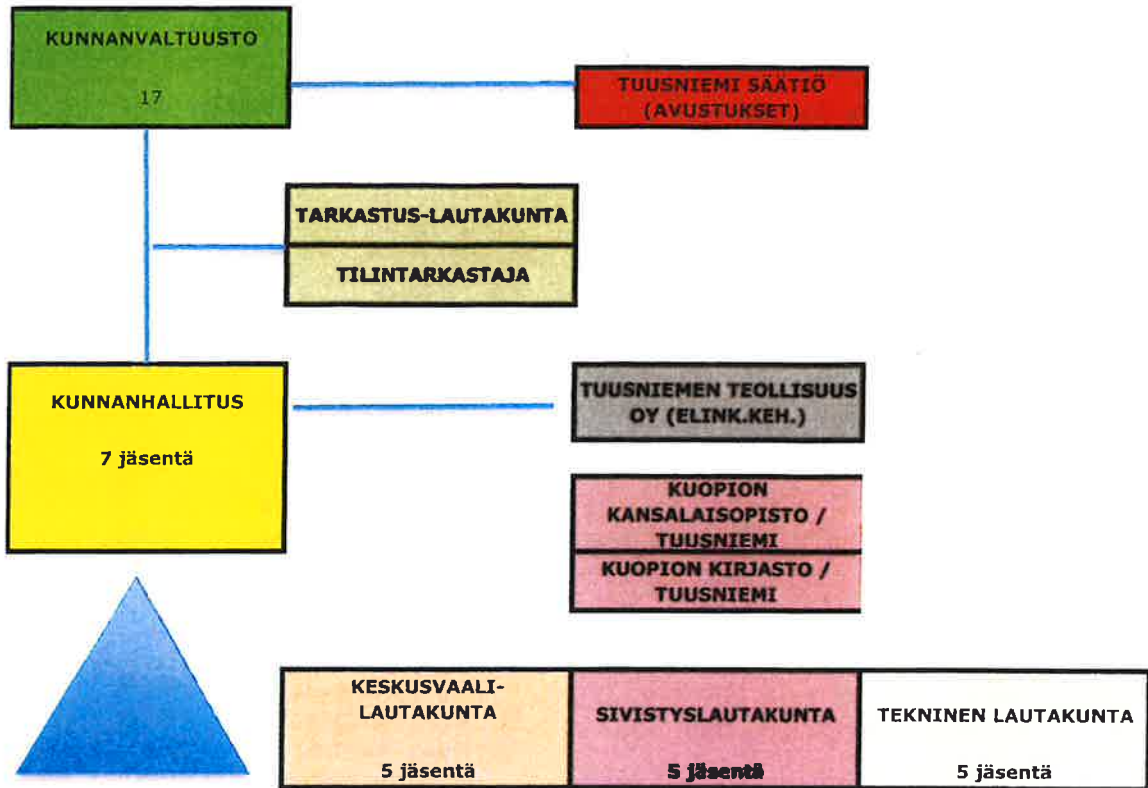 KUNNANVALTUUSTO
17
TUUSNIEMI SÄÄTIÖ
(AVUSTUKSET)
TARKASTUS-LAUTAKUNTA
TILINTARKASTAJA
KUNNANHALLITUS
7 jäsentä
TUUSNIEMEN TEOLLISUUS
OY (ELINK.KEH.)
KUOPION
KANSALAISOPISTO /
TUUSNIEMI
KUOPION KIRJASTO /
TUUSNIEMI
KESKUSVAALI-
LAUTAKUNTA
5 jäsentä
SIVISTYSLAUTAKUNTA
5 jäsentä
TEKNINEN LAUTAKUNTA
5 jäsentä